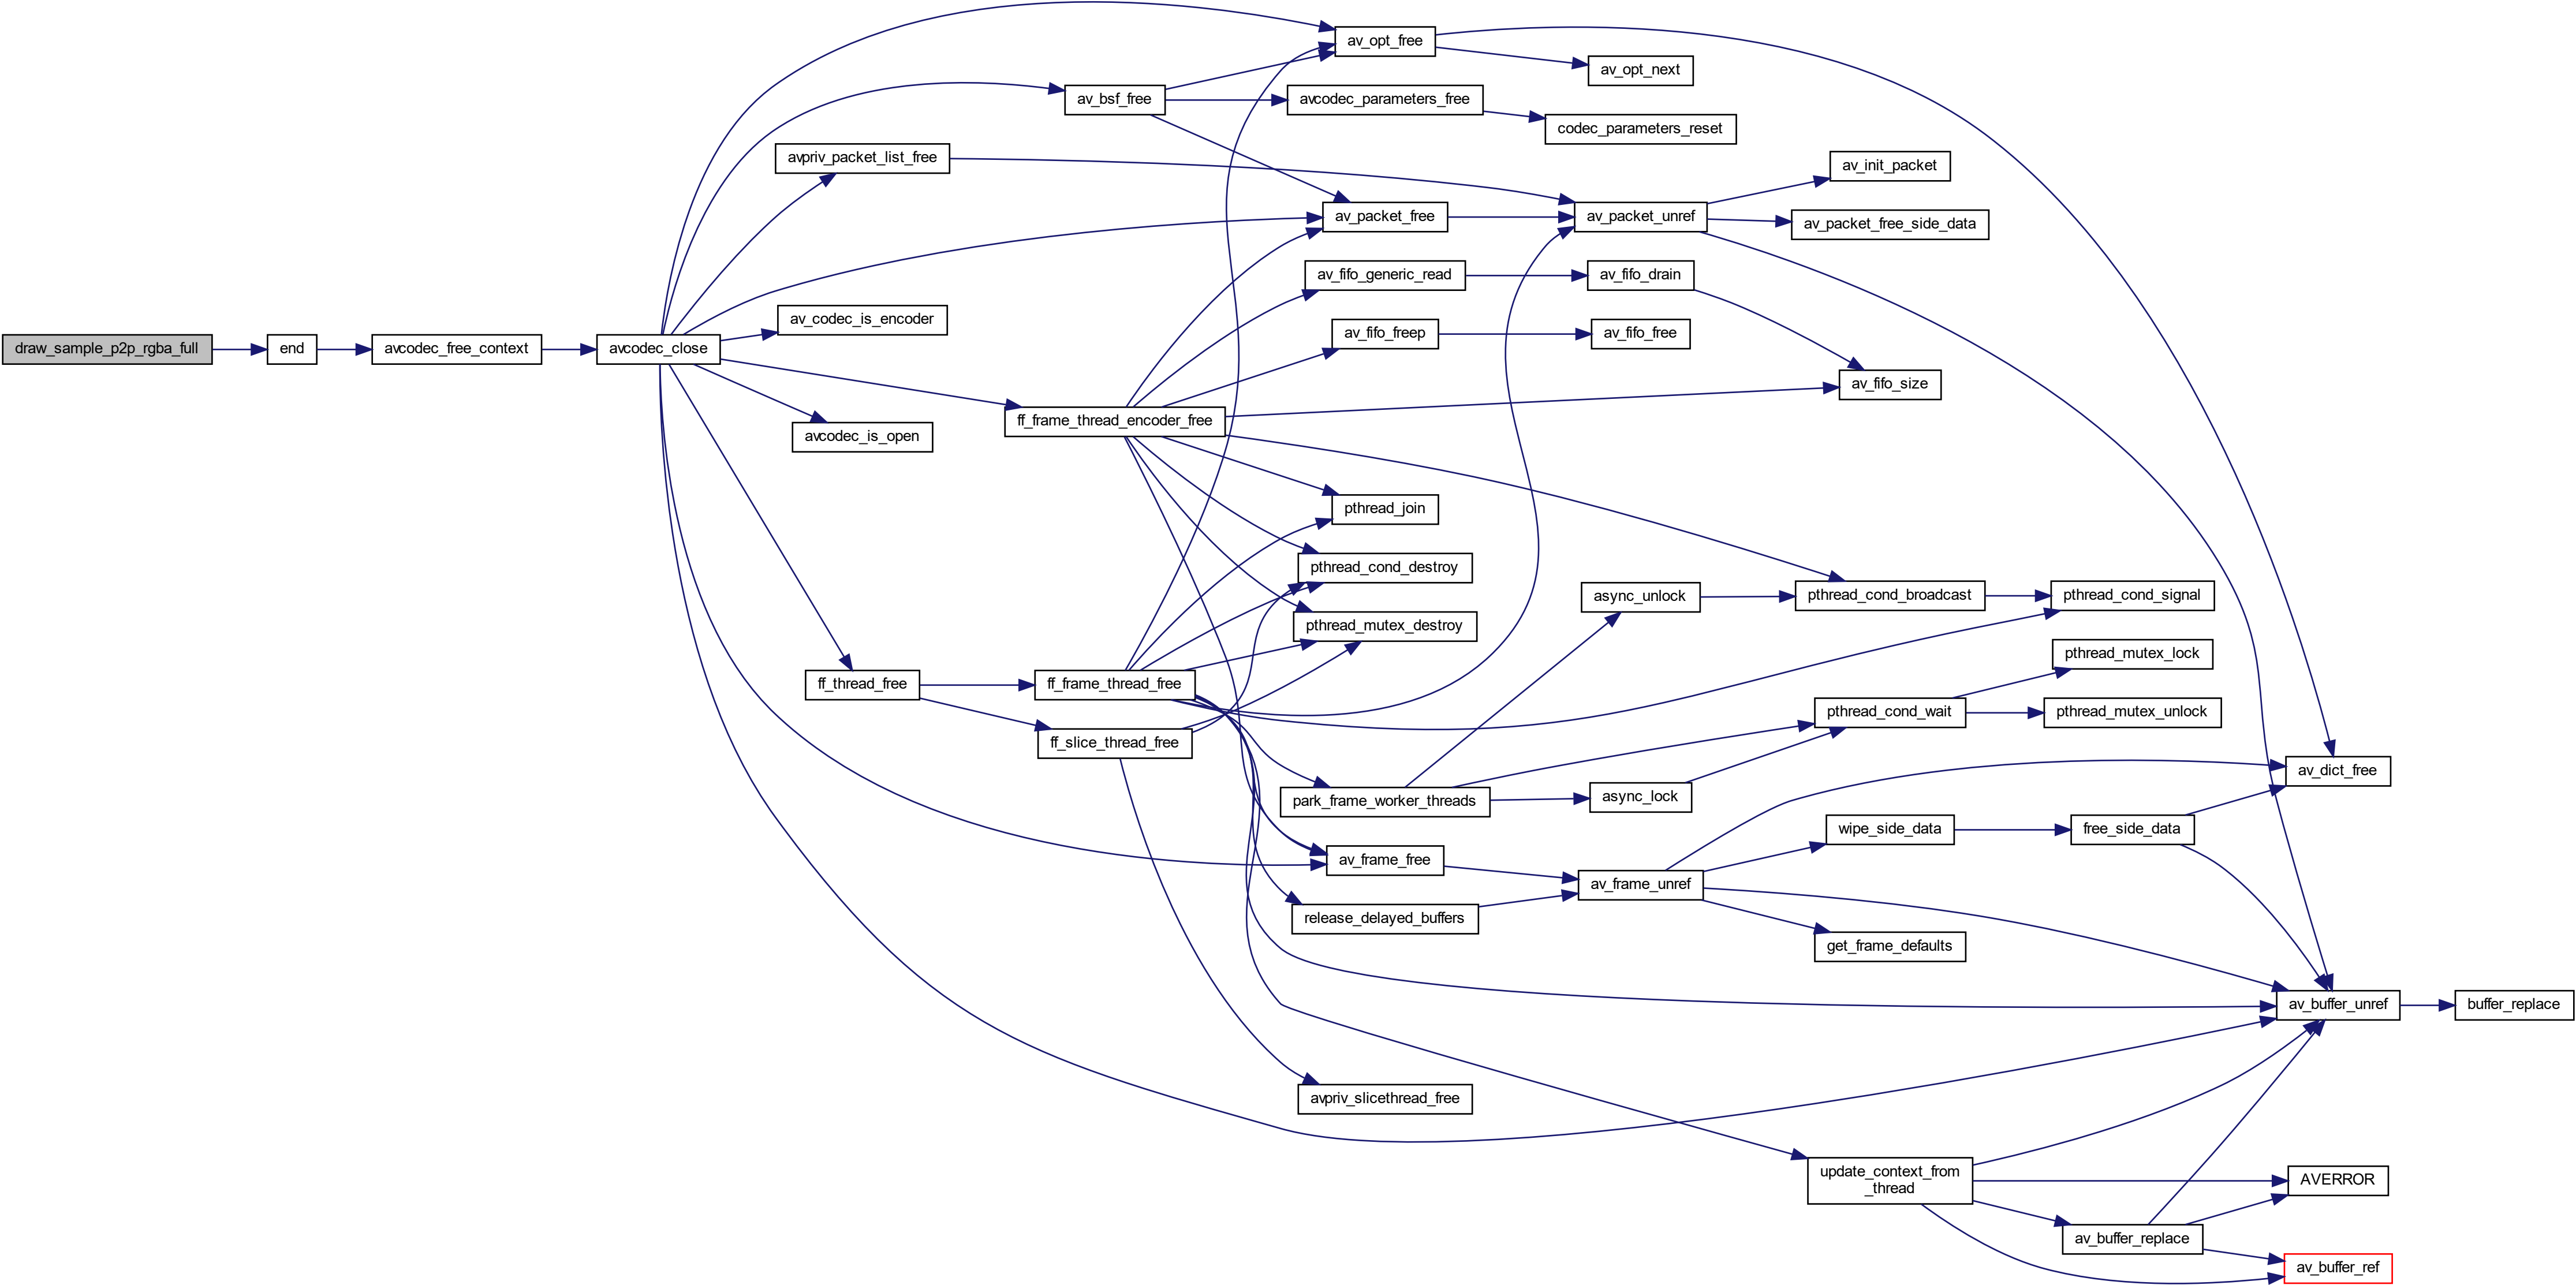 draw_sample_p2p_rgba_full
end
avcodec_free_context
avcodec_close
av_opt_free
av_opt_next
av_bsf_free
avcodec_parameters_free
codec_parameters_reset
avpriv_packet_list_free
av_packet_free
av_packet_unref
av_init_packet
av_packet_free_side_data
av_codec_is_encoder
av_fifo_generic_read
av_fifo_drain
av_fifo_freep
av_fifo_free
av_fifo_size
ff_frame_thread_encoder_free
avcodec_is_open
pthread_join
pthread_cond_destroy
pthread_mutex_destroy
async_unlock
pthread_cond_broadcast
pthread_cond_signal
pthread_mutex_lock
ff_thread_free
ff_frame_thread_free
ff_slice_thread_free
pthread_cond_wait
pthread_mutex_unlock
park_frame_worker_threads
async_lock
av_dict_free
wipe_side_data
free_side_data
av_frame_free
av_frame_unref
release_delayed_buffers
get_frame_defaults
av_buffer_unref
buffer_replace
avpriv_slicethread_free
update_context_from
_thread
AVERROR
av_buffer_replace
av_buffer_ref